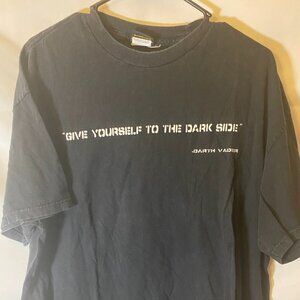 "GIVE YOURSELF TO THE DARK SIDE"
-DARTH VADER